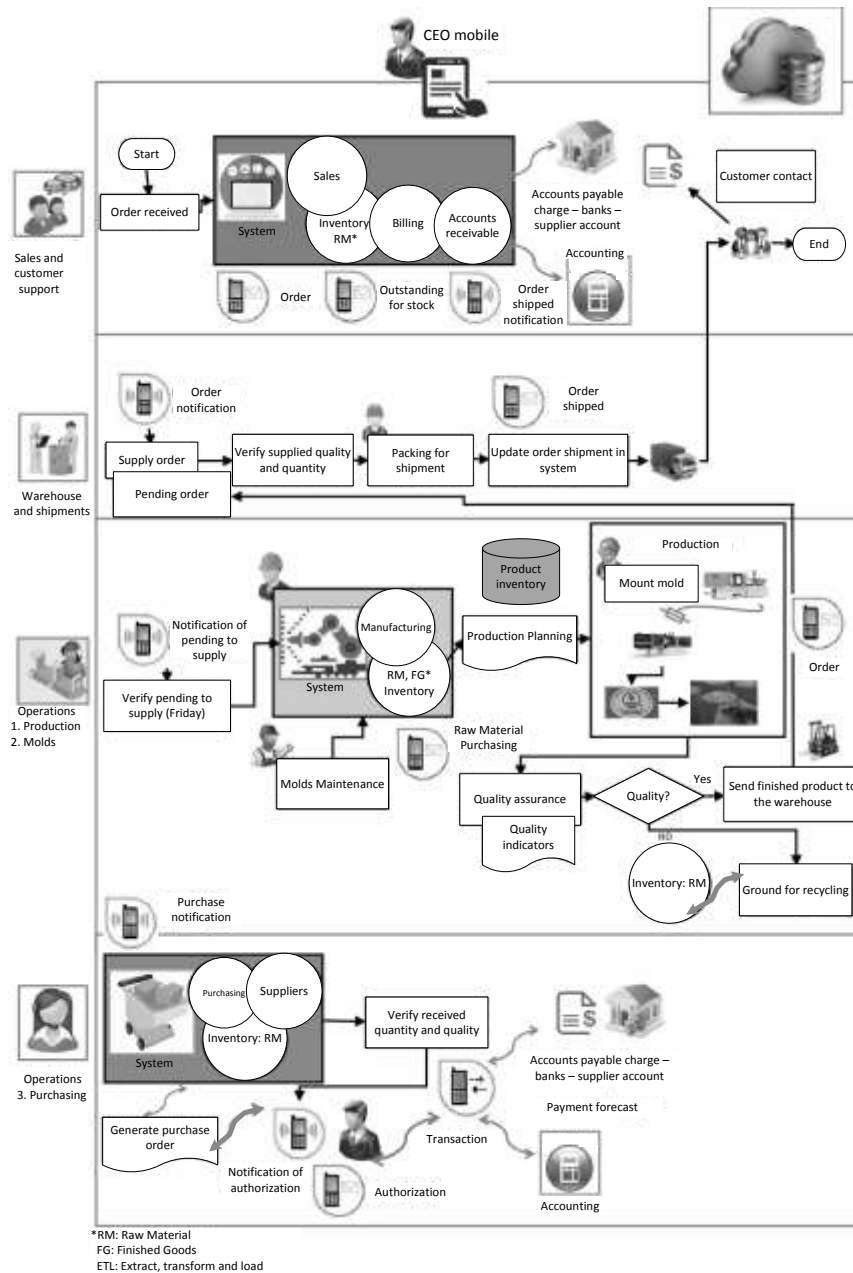 CEO mobile
Start
Order received
System
Sales
Inventory
RM*
Billing
Accounts
receivable
Accounts payable
charge – banks –
supplier account
Customer contact
End
Accounting
Order
Outstanding
for stock
Order
shipped
notification
Sales and
customer
support
Order
notification
Order
shipped
Supply order
Verify supplied quality
and quantity
Packing for
shipment
Update order shipment in
system
Pending order
Warehouse
and shipments
Production
Mount mold
Product
inventory
Notification of
pending to
supply
Manufacturing
System
RM, FG*
Inventory
Production Planning
Order
Verify pending to
supply (Friday)
Operations
1. Production
2. Molds
Raw Material
Purchasing
Molds Maintenance
Quality assurance
Quality
indicators
Quality?
Yes
Send finished product to
the warehouse
NO
Inventory: RM
Ground for recycling
Purchase
notification
Purchasing
Suppliers
Inventory: RM
System
Verify received
quantity and quality
Operations
3. Purchasing
Accounts payable charge –
banks – supplier account
Payment forecast
Generate purchase
order
Transaction
Notification of
authorization
Authorization
Accounting
*RM: Raw Material
FG: Finished Goods
ETL: Extract, transform and load